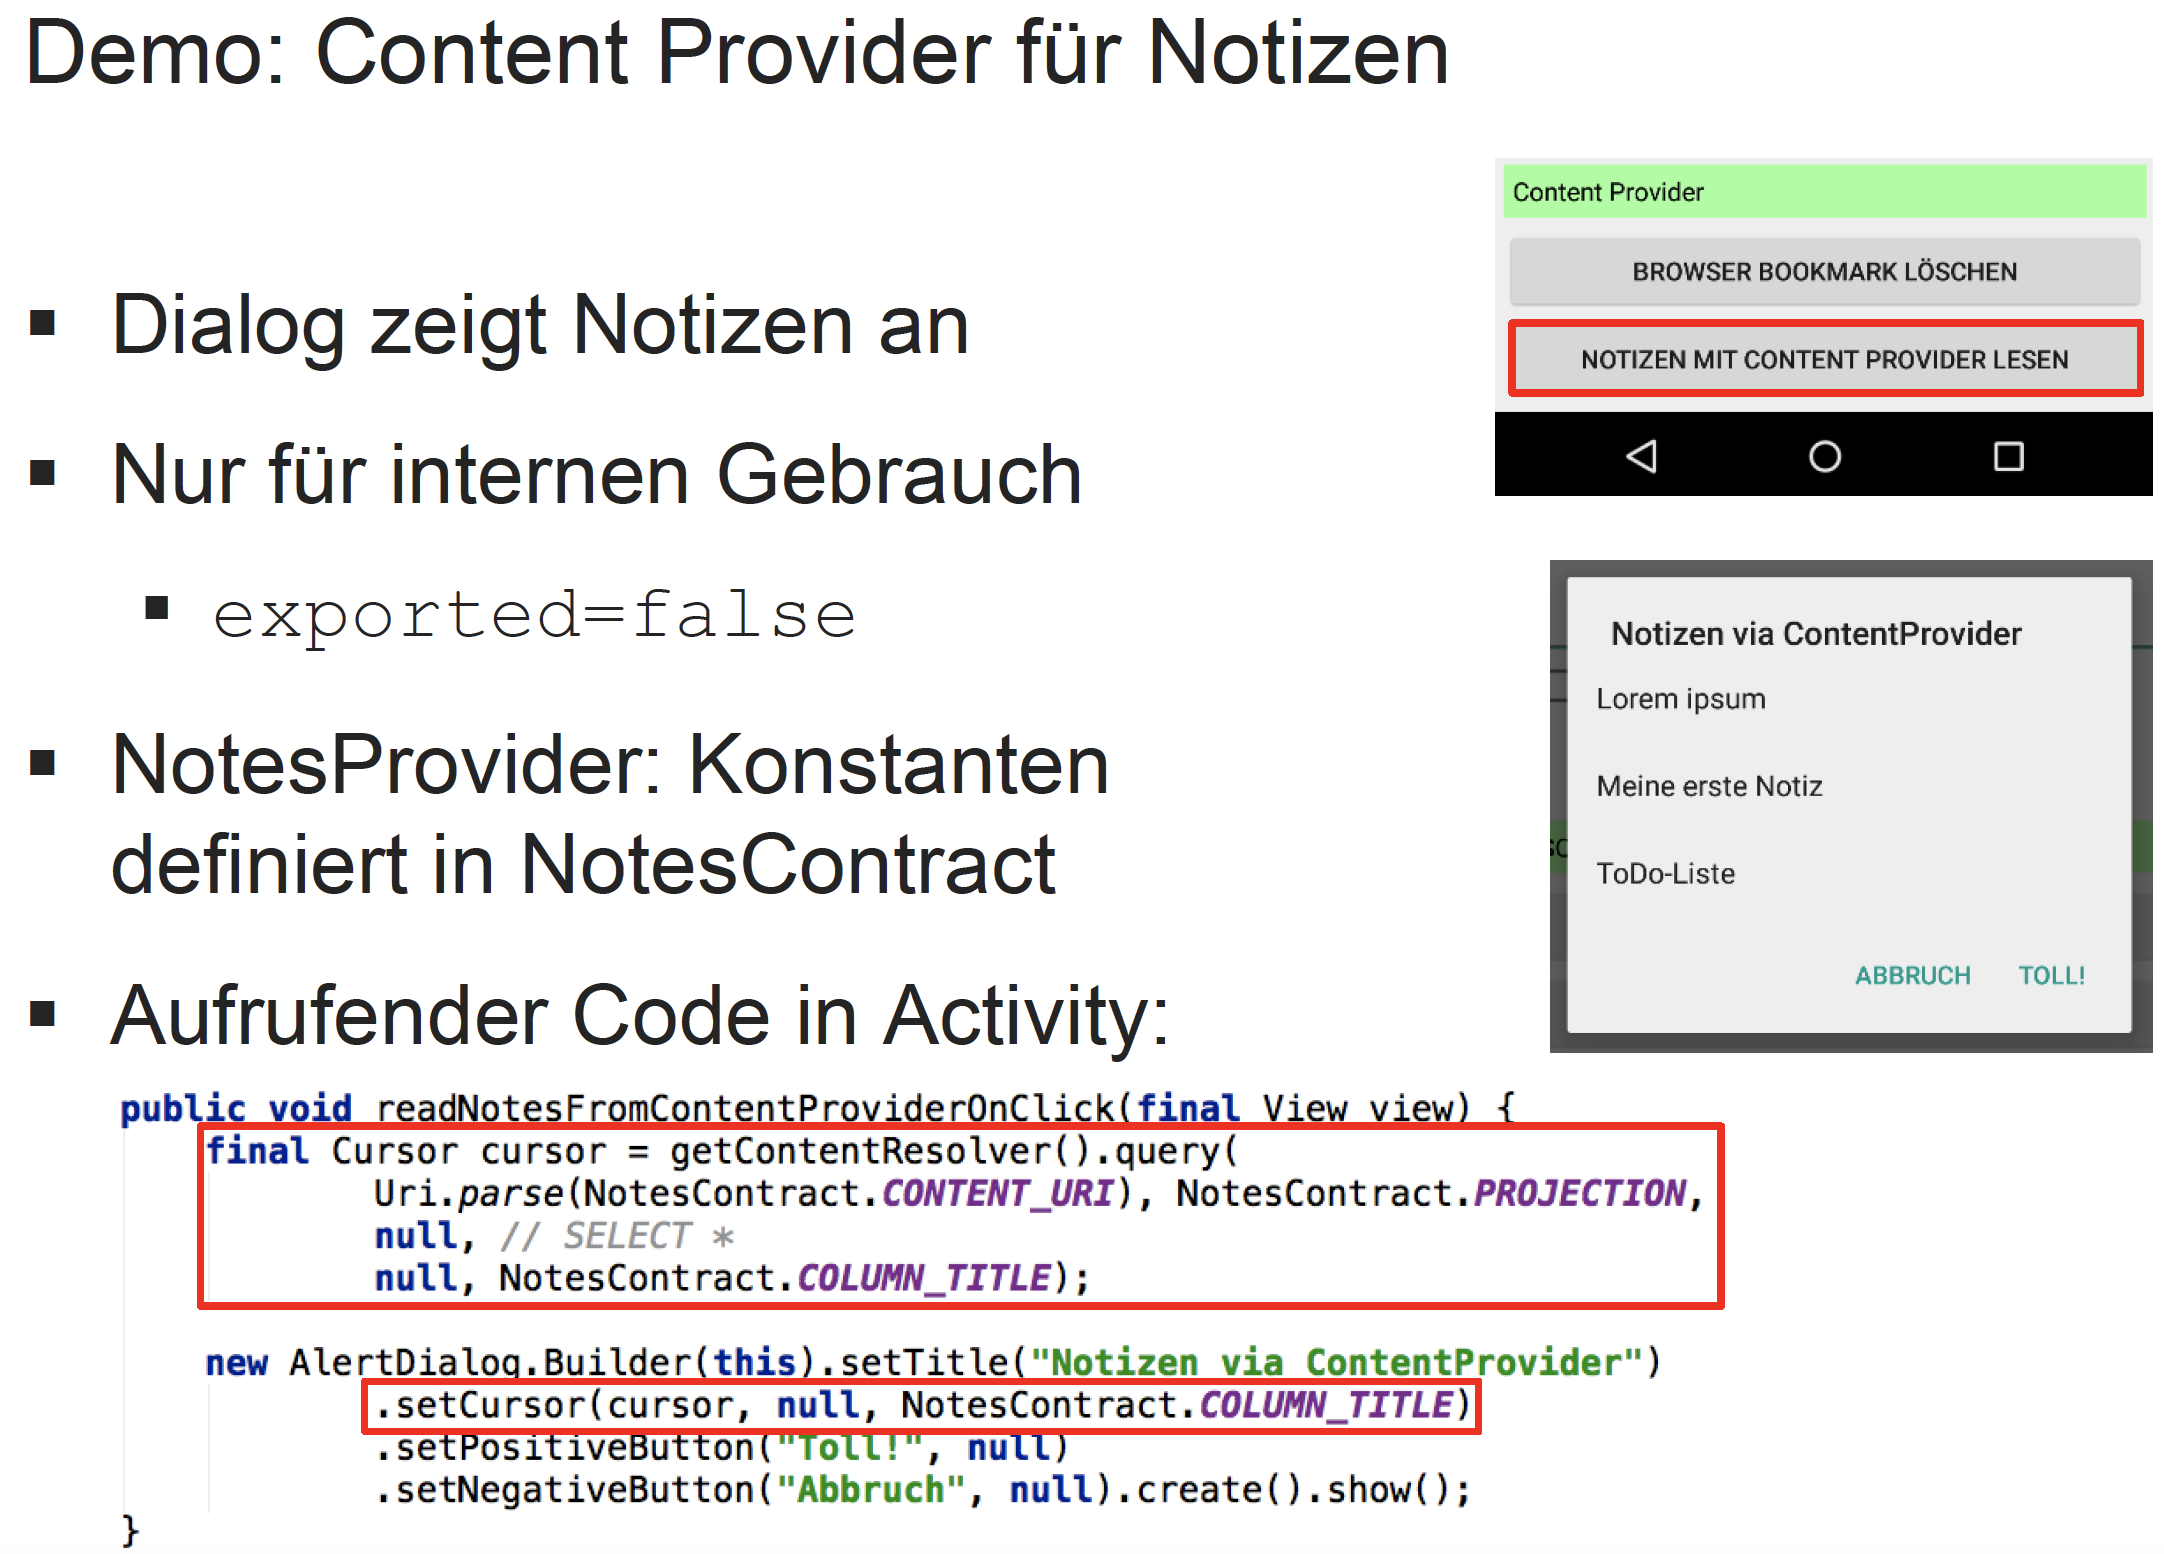 Demo: Content Provider für Notizen
Content Provider
BROWSER BOOKMARK LÖSCHEN
NOTIZEN MIT CONTENT PROVIDER LESEN
▪ Dialog zeigt Notizen an
▪ Nur für internen Gebrauch
▪ exported=false
▪ NotesProvider: Konstanten
definiert in NotesContract
▪ Aufrufender Code in Activity:
Notizen via ContentProvider
Lorem ipsum
Meine erste Notiz
ToDo-Liste
ABBRUCH TOLL!
public void readNotesFromContentProviderOnClick(final View view) {
final Cursor cursor = getContentResolver().query(
Uri.parse(NotesContract.CONTENT_URI), NotesContract.PROJECTION,
null, // SELECT *
null, NotesContract.COLUMN_TITLE);
new AlertDialog.Builder(this).setTitle("Notizen via ContentProvider")
.setCursor(cursor, null, NotesContract.COLUMN_TITLE)
.setPositiveButton("Toll!", null)
.setNegativeButton("Abbruch", null).create().show();
}